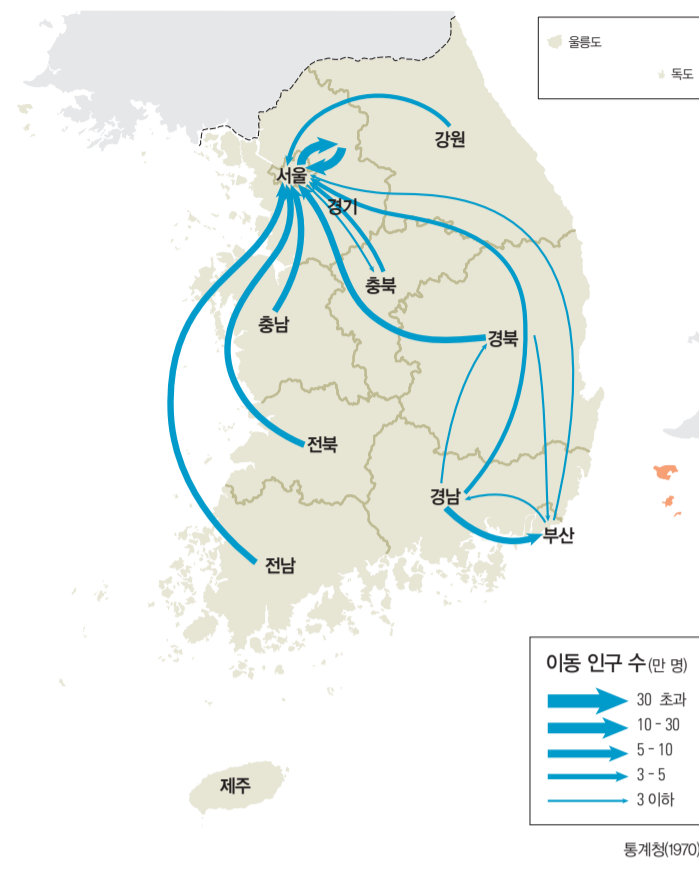 울릉도
독도
강원
서울
경기
충북
충남
경북
전북
경남
부산
전남
제주
이동 인구 수 (만 명)
30 초과
10 - 30
5 - 10
3 - 5
3 이하
통계청(1970)